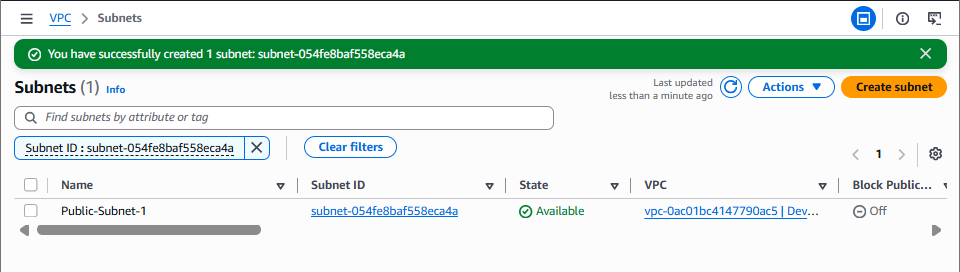 VPC > Subnets
You have successfully created 1 subnet: subnet-054fe8baf558eca4a
Subnets (1) Info
Last updated
less than a minute ago
Actions
Create subnet
Find subnets by attribute or tag
Subnet ID : subnet-054fe8baf558eca4a
Clear filters
1
Name Subnet ID State VPC Block Public...
Public-Subnet-1 subnet-054fe8baf558eca4a Available vpc-0ac01bc4147790ac5 | Dev... Off